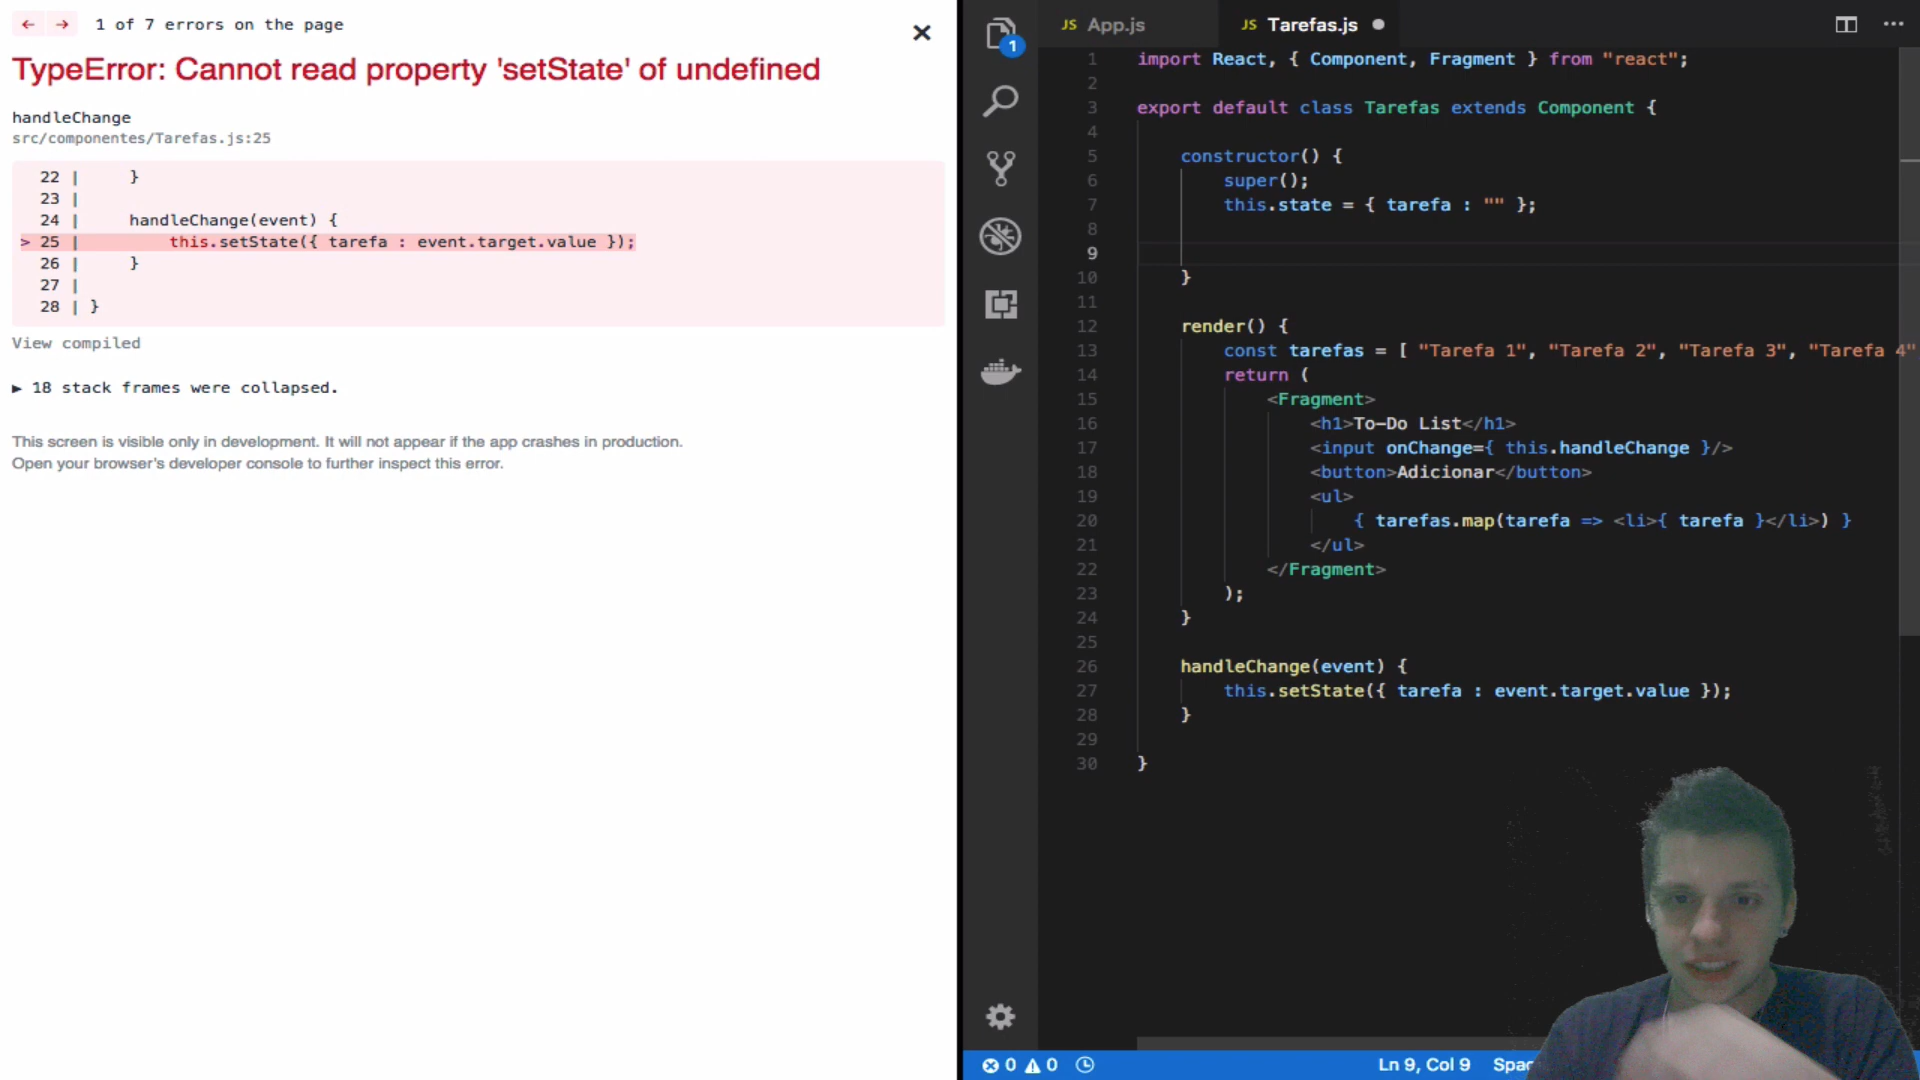 ← → 1 of 7 errors on the page
TypeError: Cannot read property 'setState' of undefined
handleChange
src/componentes/Tarefas.js:25
22 | }
23 |
24 | handleChange(event) {
> 25 | this.setState({ tarefa : event.target.value });
26 | }
27 |
28 | }
View compiled
▶ 18 stack frames were collapsed.
This screen is visible only in development. It will not appear if the app crashes in production.
Open your browser's developer console to further inspect this error.
1
JS App.js
JS Tarefas.js
1 import React, { Component, Fragment } from "react";
2
3 export default class Tarefas extends Component {
4
5 constructor() {
6 super();
7 this.state = { tarefa : "" };
8
9
10 }
11
12 render() {
13 const tarefas = [ "Tarefa 1", "Tarefa 2", "Tarefa 3", "Tarefa 4"
14 return (
15 <Fragment>
16 <h1>To-Do List</h1>
17 <input onChange={ this.handleChange }/>
18 <button>Adicionar</button>
19 <ul>
20 { tarefas.map(tarefa => <li>{ tarefa }</li>) }
21 </ul>
22 </Fragment>
23 );
24 }
25
26 handleChange(event) {
27 this.setState({ tarefa : event.target.value });
28 }
29
30 }
0 0
Ln 9, Col 9